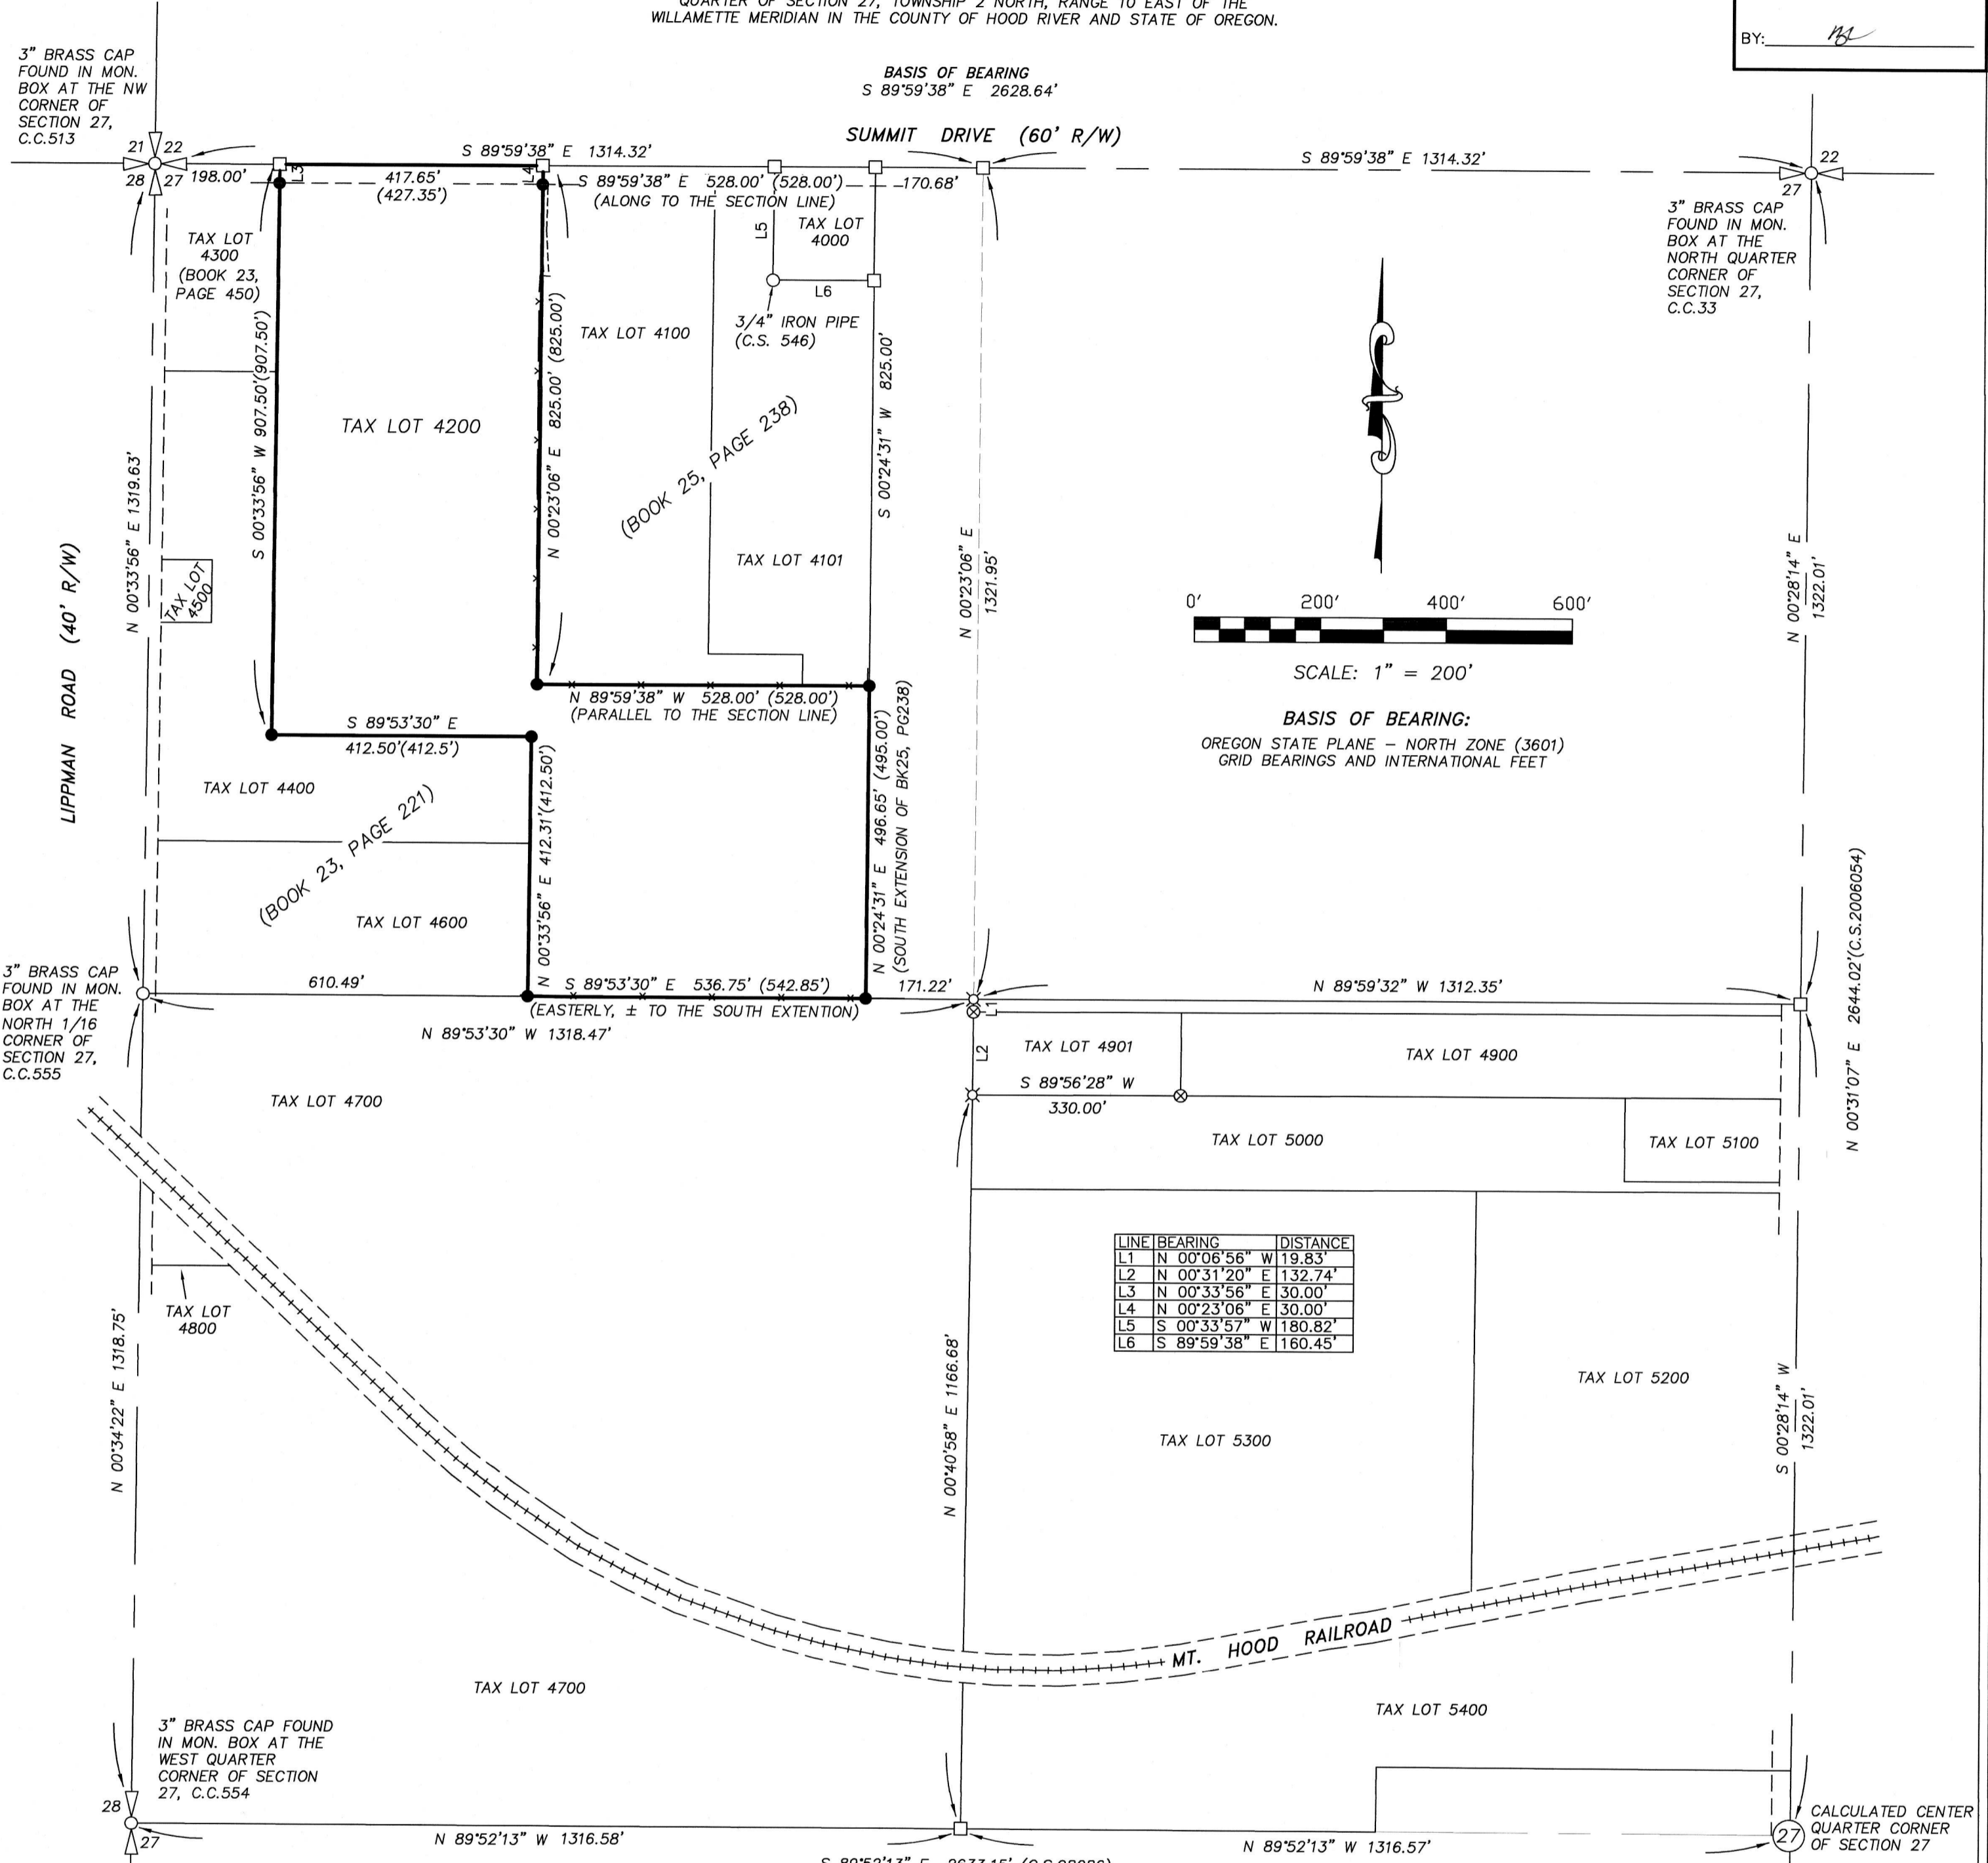 WILLAMETTE MERIDIAN IN THE COUNTY OF HOOD RIVER AND STATE OF OREGON.
BY:
3" BRASS CAP
FOUND IN MON.
BOX AT THE NW
CORNER OF
SECTION 27,
C.C.513
BASIS OF BEARING
S 89°59'38" E 2628.64'
SUMMIT DRIVE (60' R/W)
21 22
28 27
198.00'
S 89°59'38" E 1314.32'
L3
417.65'
(427.35')
L4
S 89°59'38" E 528.00' (528.00')
(ALONG TO THE SECTION LINE)
170.68'
S 89°59'38" E 1314.32'
22
27
3" BRASS CAP
FOUND IN MON.
BOX AT THE
NORTH QUARTER
CORNER OF
SECTION 27,
C.C.33
TAX LOT
4300
(BOOK 23,
PAGE 450)
L5
TAX LOT
4000
L6
3/4" IRON PIPE
(C.S. 546)
TAX LOT 4100
TAX LOT 4200
(BOOK 25, PAGE 238)
TAX LOT 4101
S 00°33'56" W 907.50'(907.50')
N 00°23'06" E 825.00' (825.00')
S 00°24'31" W 825.00'
N 00°33'56" E 1319.63'
N 00°23'06" E
1321.95'
N 00°28'14" E
1322.01'
LIPPMAN ROAD (40' R/W)
TAX LOT
4500
0' 200' 400' 600'
SCALE: 1" = 200'
BASIS OF BEARING:
OREGON STATE PLANE – NORTH ZONE (3601)
GRID BEARINGS AND INTERNATIONAL FEET
N 89°59'38" W 528.00' (528.00')
(PARALLEL TO THE SECTION LINE)
S 89°53'30" E
412.50'(412.5')
TAX LOT 4400
(BOOK 23, PAGE 221)
TAX LOT 4600
N 00°33'56" E 412.31'(412.50')
N 00°24'31" E 496.65' (495.00')
(SOUTH EXTENSION OF BK25, PG238)
N 00°31'07" E 2644.02'(C.S.2006054)
3" BRASS CAP
FOUND IN MON.
BOX AT THE
NORTH 1/16
CORNER OF
SECTION 27,
C.C.555
610.49'
S 89°53'30" E 536.75' (542.85')
(EASTERLY, ± TO THE SOUTH EXTENTION)
171.22'
N 89°59'32" W 1312.35'
N 89°53'30" W 1318.47'
L1
L2
TAX LOT 4901
TAX LOT 4900
S 89°56'28" W
330.00'
TAX LOT 4700
TAX LOT 5000
TAX LOT 5100
LINE BEARING DISTANCE
L1 N 00°06'56" W 19.83'
L2 N 00°31'20" E 132.74'
L3 N 00°33'56" E 30.00'
L4 N 00°23'06" E 30.00'
L5 S 00°33'57" W 180.82'
L6 S 89°59'38" E 160.45'
TAX LOT
4800
N 00°34'22" E 1318.75'
N 00°40'58" E 1166.68'
S 00°28'14" W
1322.01'
TAX LOT 5200
TAX LOT 5300
MT. HOOD RAILROAD
TAX LOT 4700
TAX LOT 5400
3" BRASS CAP FOUND
IN MON. BOX AT THE
WEST QUARTER
CORNER OF SECTION
27, C.C.554
28
27
N 89°52'13" W 1316.58'
N 89°52'13" W 1316.57'
27
CALCULATED CENTER
QUARTER CORNER
OF SECTION 27